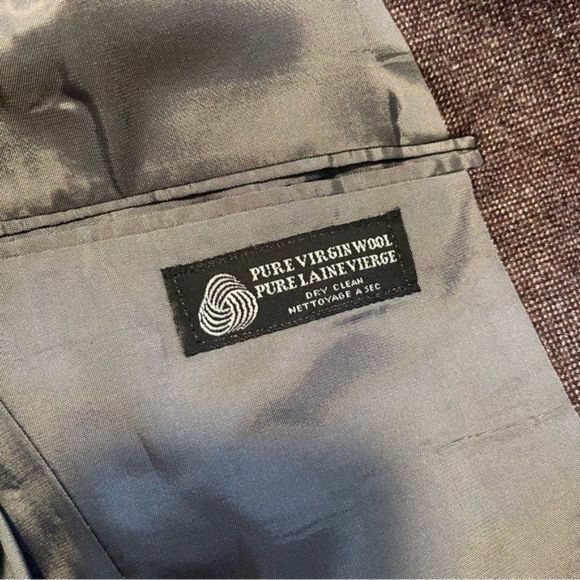 PURE VIRGIN WOOL
PURE LAINE VIERGE
DRY CLEAN
NETTOYAGE A SEC